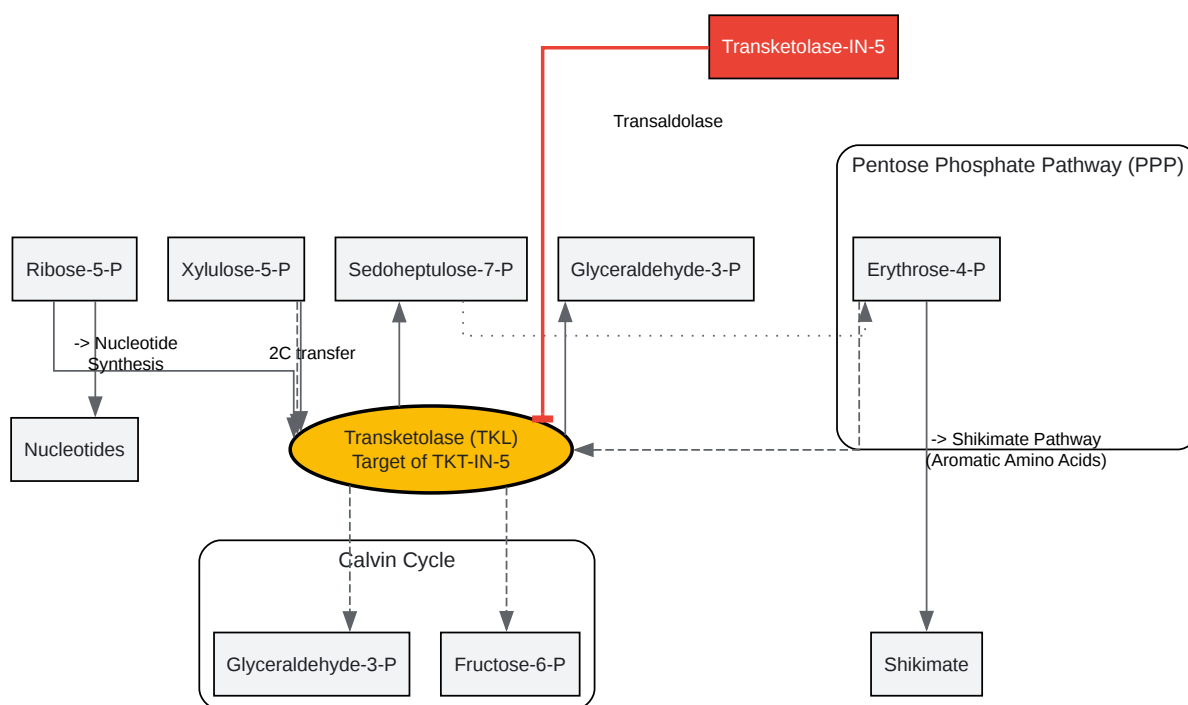 Transketolase-IN-5
Transaldolase
Pentose Phosphate Pathway (PPP)
Ribose-5-P
Xylulose-5-P
Sedoheptulose-7-P
Glyceraldehyde-3-P
Erythrose-4-P
-> Nucleotide
Synthesis
2C transfer
Nucleotides
Transketolase (TKL)
Target of TKT-IN-5
-> Shikimate Pathway
(Aromatic Amino Acids)
Calvin Cycle
Glyceraldehyde-3-P
Fructose-6-P
Shikimate